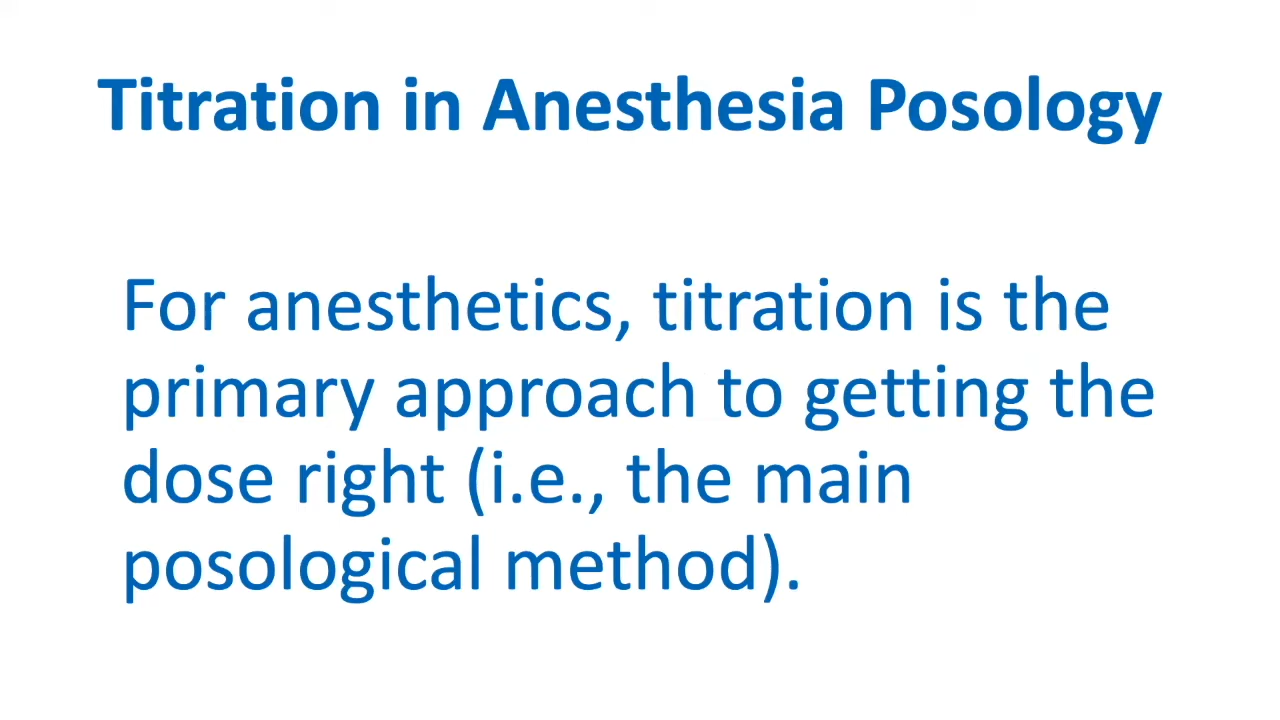 Titration in Anesthesia Posology
For anesthetics, titration is the
primary approach to getting the
dose right (i.e., the main
posological method).